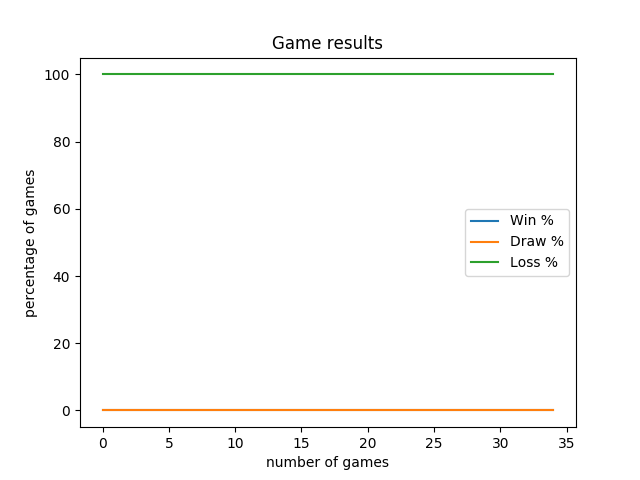 Game results
100
80
60
40
20
0
percentage of games
Win %
Draw %
Loss %
0 5 10 15 20 25 30 35
number of games